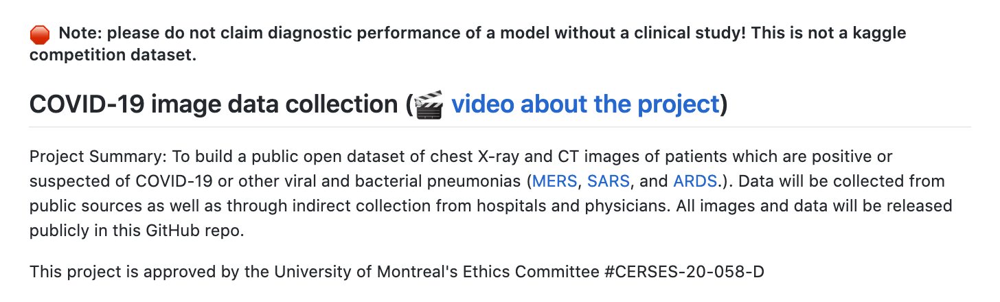 🛑 Note: please do not claim diagnostic performance of a model without a clinical study! This is not a kaggle
competition dataset.
COVID-19 image data collection (🎬 video about the project)
Project Summary: To build a public open dataset of chest X-ray and CT images of patients which are positive or
suspected of COVID-19 or other viral and bacterial pneumonias (MERS, SARS, and ARDS.). Data will be collected from
public sources as well as through indirect collection from hospitals and physicians. All images and data will be released
publicly in this GitHub repo.
This project is approved by the University of Montreal's Ethics Committee #CERSES-20-058-D